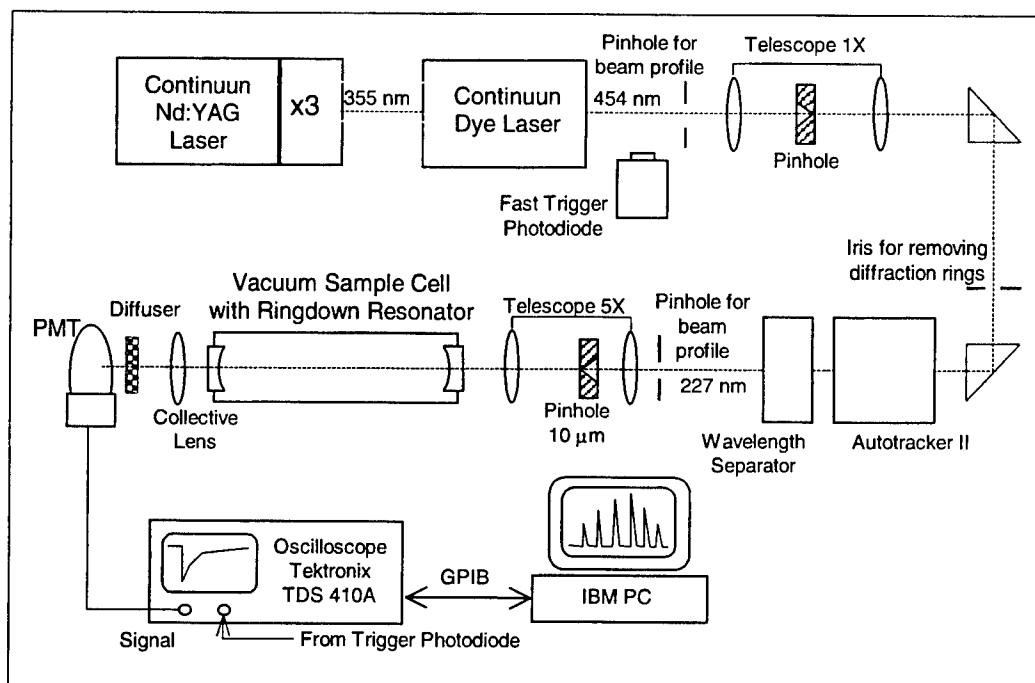 Pinhole for
beam profile
Telescope 1X
Continuun
Nd:YAG
Laser
x3
355 nm
Continuun
Dye Laser
454 nm
Pinhole
Fast Trigger
Photodiode
Iris for removing
diffraction rings
Vacuum Sample Cell
with Ringdown Resonator
Diffuser
PMT
Telescope 5X
Pinhole for
beam
profile
227 nm
Collective
Lens
Pinhole
10 μm
Wavelength
Separator
Autotracker II
Oscilloscope
Tektronix
TDS 410A
GPIB
IBM PC
Signal
From Trigger Photodiode